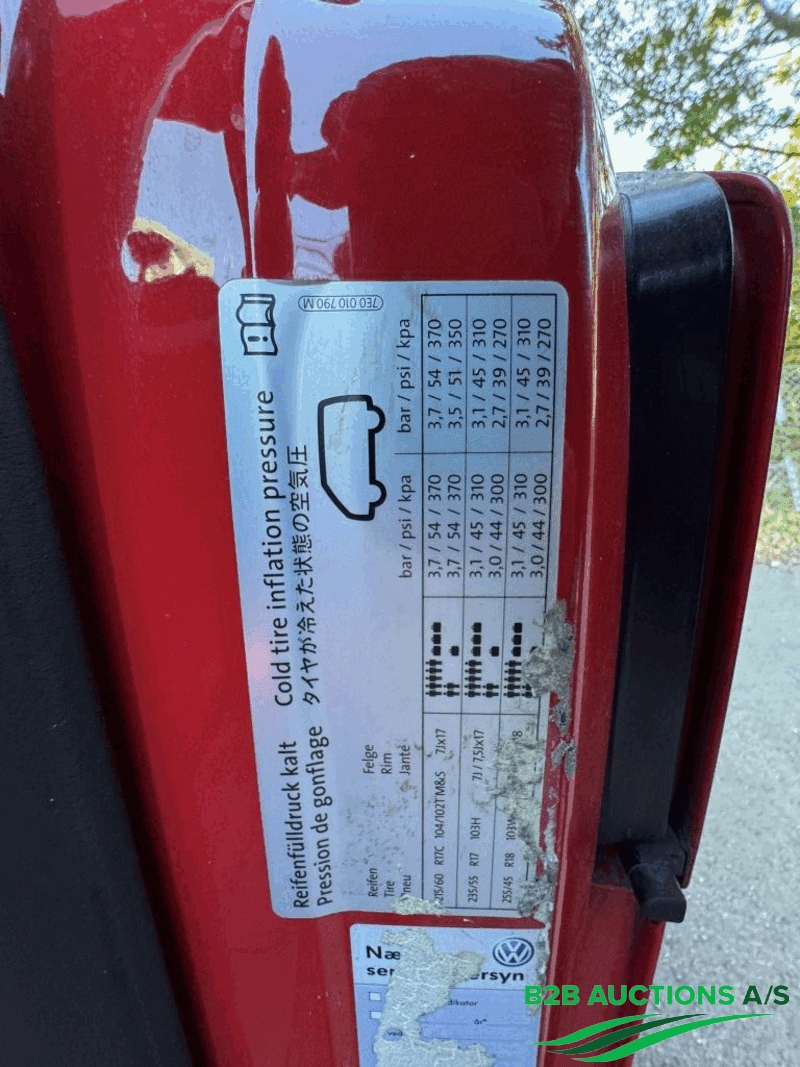 7E0 010 790 M
Reifenfülldruck kalt Cold tire inflation pressure
Pression de gonflage タイヤが冷えた状態の空気圧
Reifen Felge
Tire Rim
Pneu Jante bar / psi / kpa bar / psi / kpa
215/60 R17C 104/102T M&S 7Jx17 3,7 / 54 / 370 3,7 / 54 / 370
3,7 / 54 / 370 3,5 / 51 / 350
235/55 R17 103H 7J / 7,5Jx17 3,1 / 45 / 310 3,1 / 45 / 310
3,0 / 44 / 300 2,7 / 39 / 270
255/45 R18 3,1 / 45 / 310 3,1 / 45 / 310
3,0 / 44 / 300 2,7 / 39 / 270
B2B AUCTIONS A/S